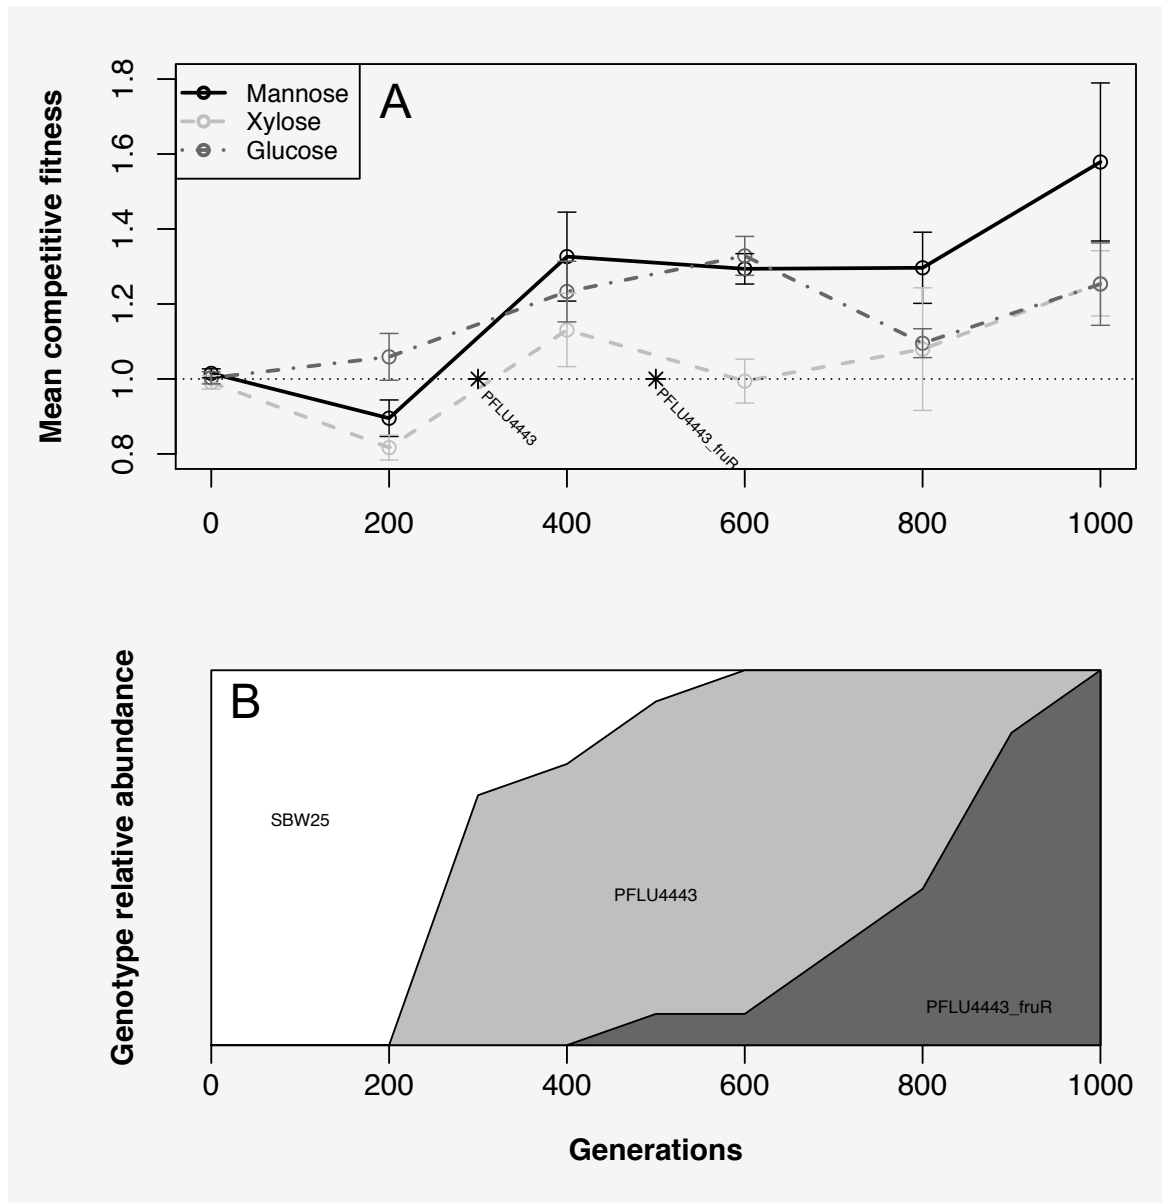 A
Mannose
Xylose
Glucose
Mean competitive fitness
1.8
1.6
1.4
1.2
1.0
0.8
PFLU4443
PFLU4443_fruR
0 200 400 600 800 1000
B
Genotype relative abundance
SBW25
PFLU4443
PFLU4443_fruR
0 200 400 600 800 1000
Generations